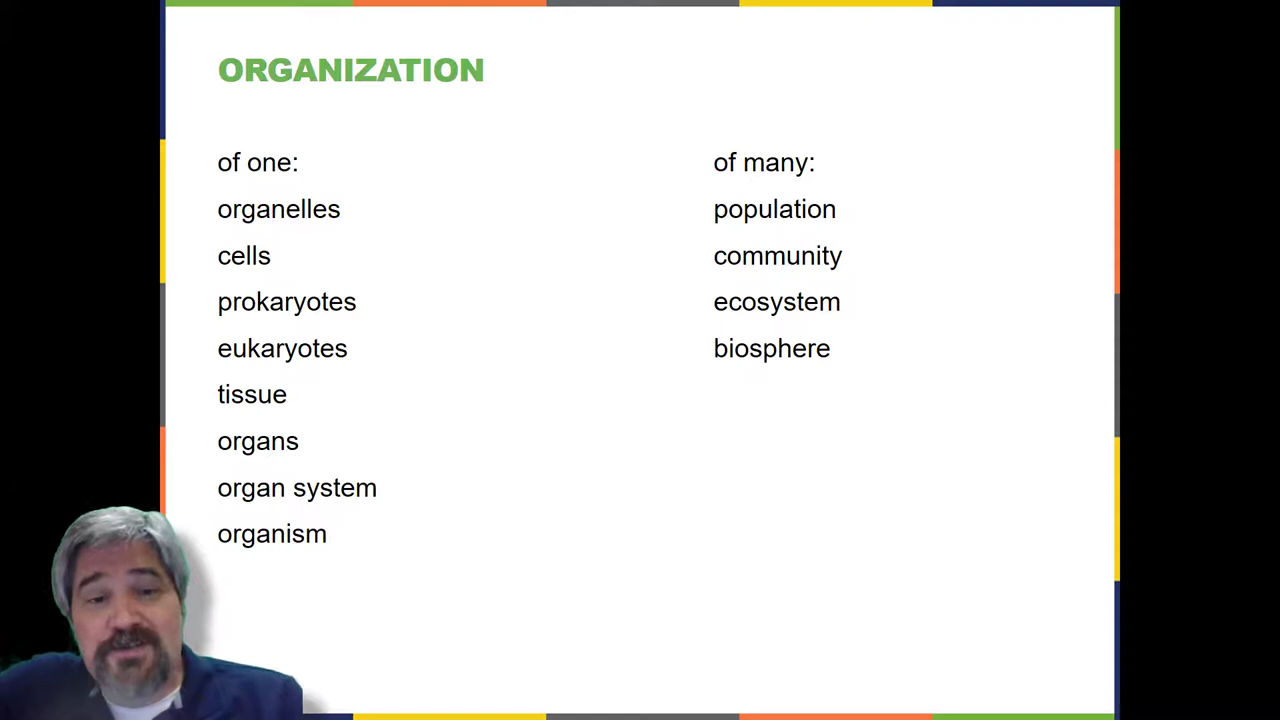 ORGANIZATION
of one:
organelles
cells
prokaryotes
eukaryotes
tissue
organs
organ system
organism
of many:
population
community
ecosystem
biosphere